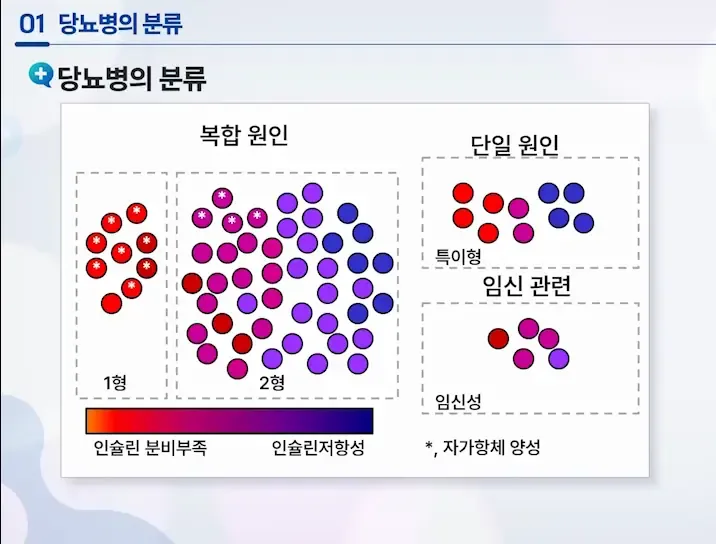 01 당뇨병의 분류
당뇨병의 분류
복합 원인
1형
2형
인슐린 분비부족
인슐린저항성
단일 원인
특이형
임신 관련
임신성
*, 자가항체 양성